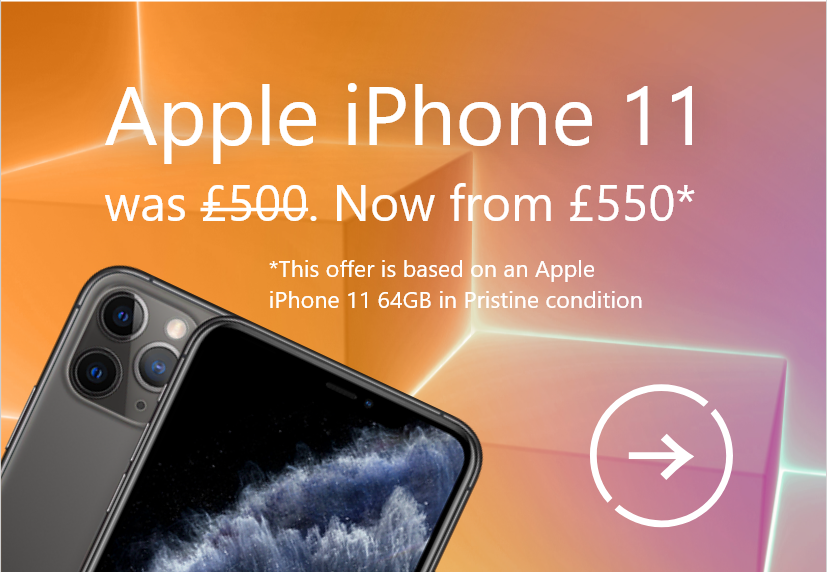 Apple iPhone 11
was £500. Now from £550*
*This offer is based on an Apple
iPhone 11 64GB in Pristine condition